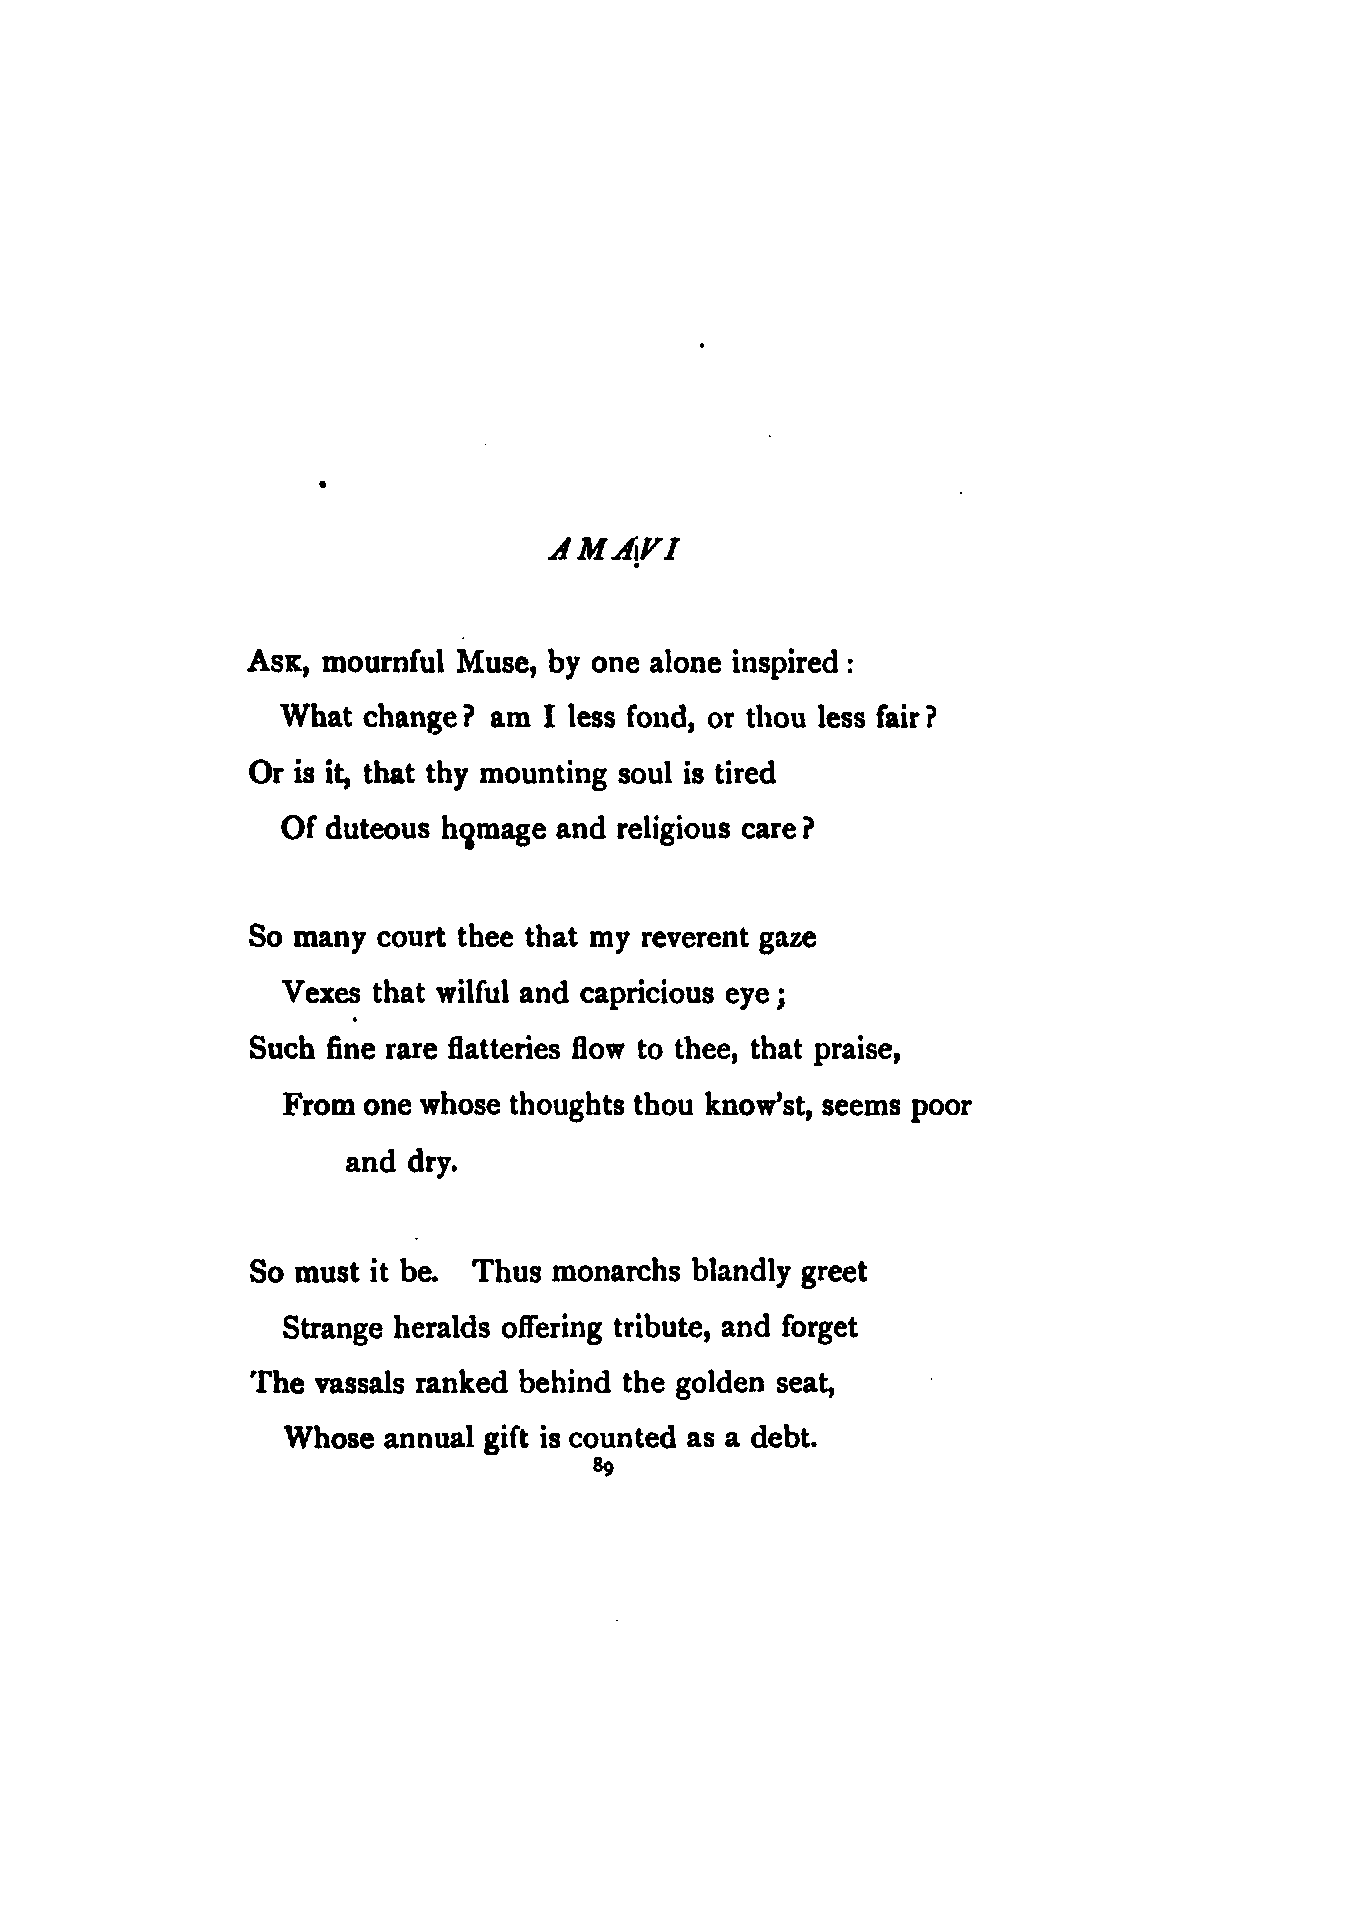 AMAVI
Ask, mournful Muse, by one alone inspired:
What change? am I less fond, or thou less fair?
Or is it, that thy mounting soul is tired
Of duteous homage and religious care?
So many court thee that my reverent gaze
Vexes that wilful and capricious eye;
Such fine rare flatteries flow to thee, that praise,
From one whose thoughts thou know'st, seems poor
and dry.
So must it be. Thus monarchs blandly greet
Strange heralds offering tribute, and forget
The vassals ranked behind the golden seat,
Whose annual gift is counted as a debt.
89